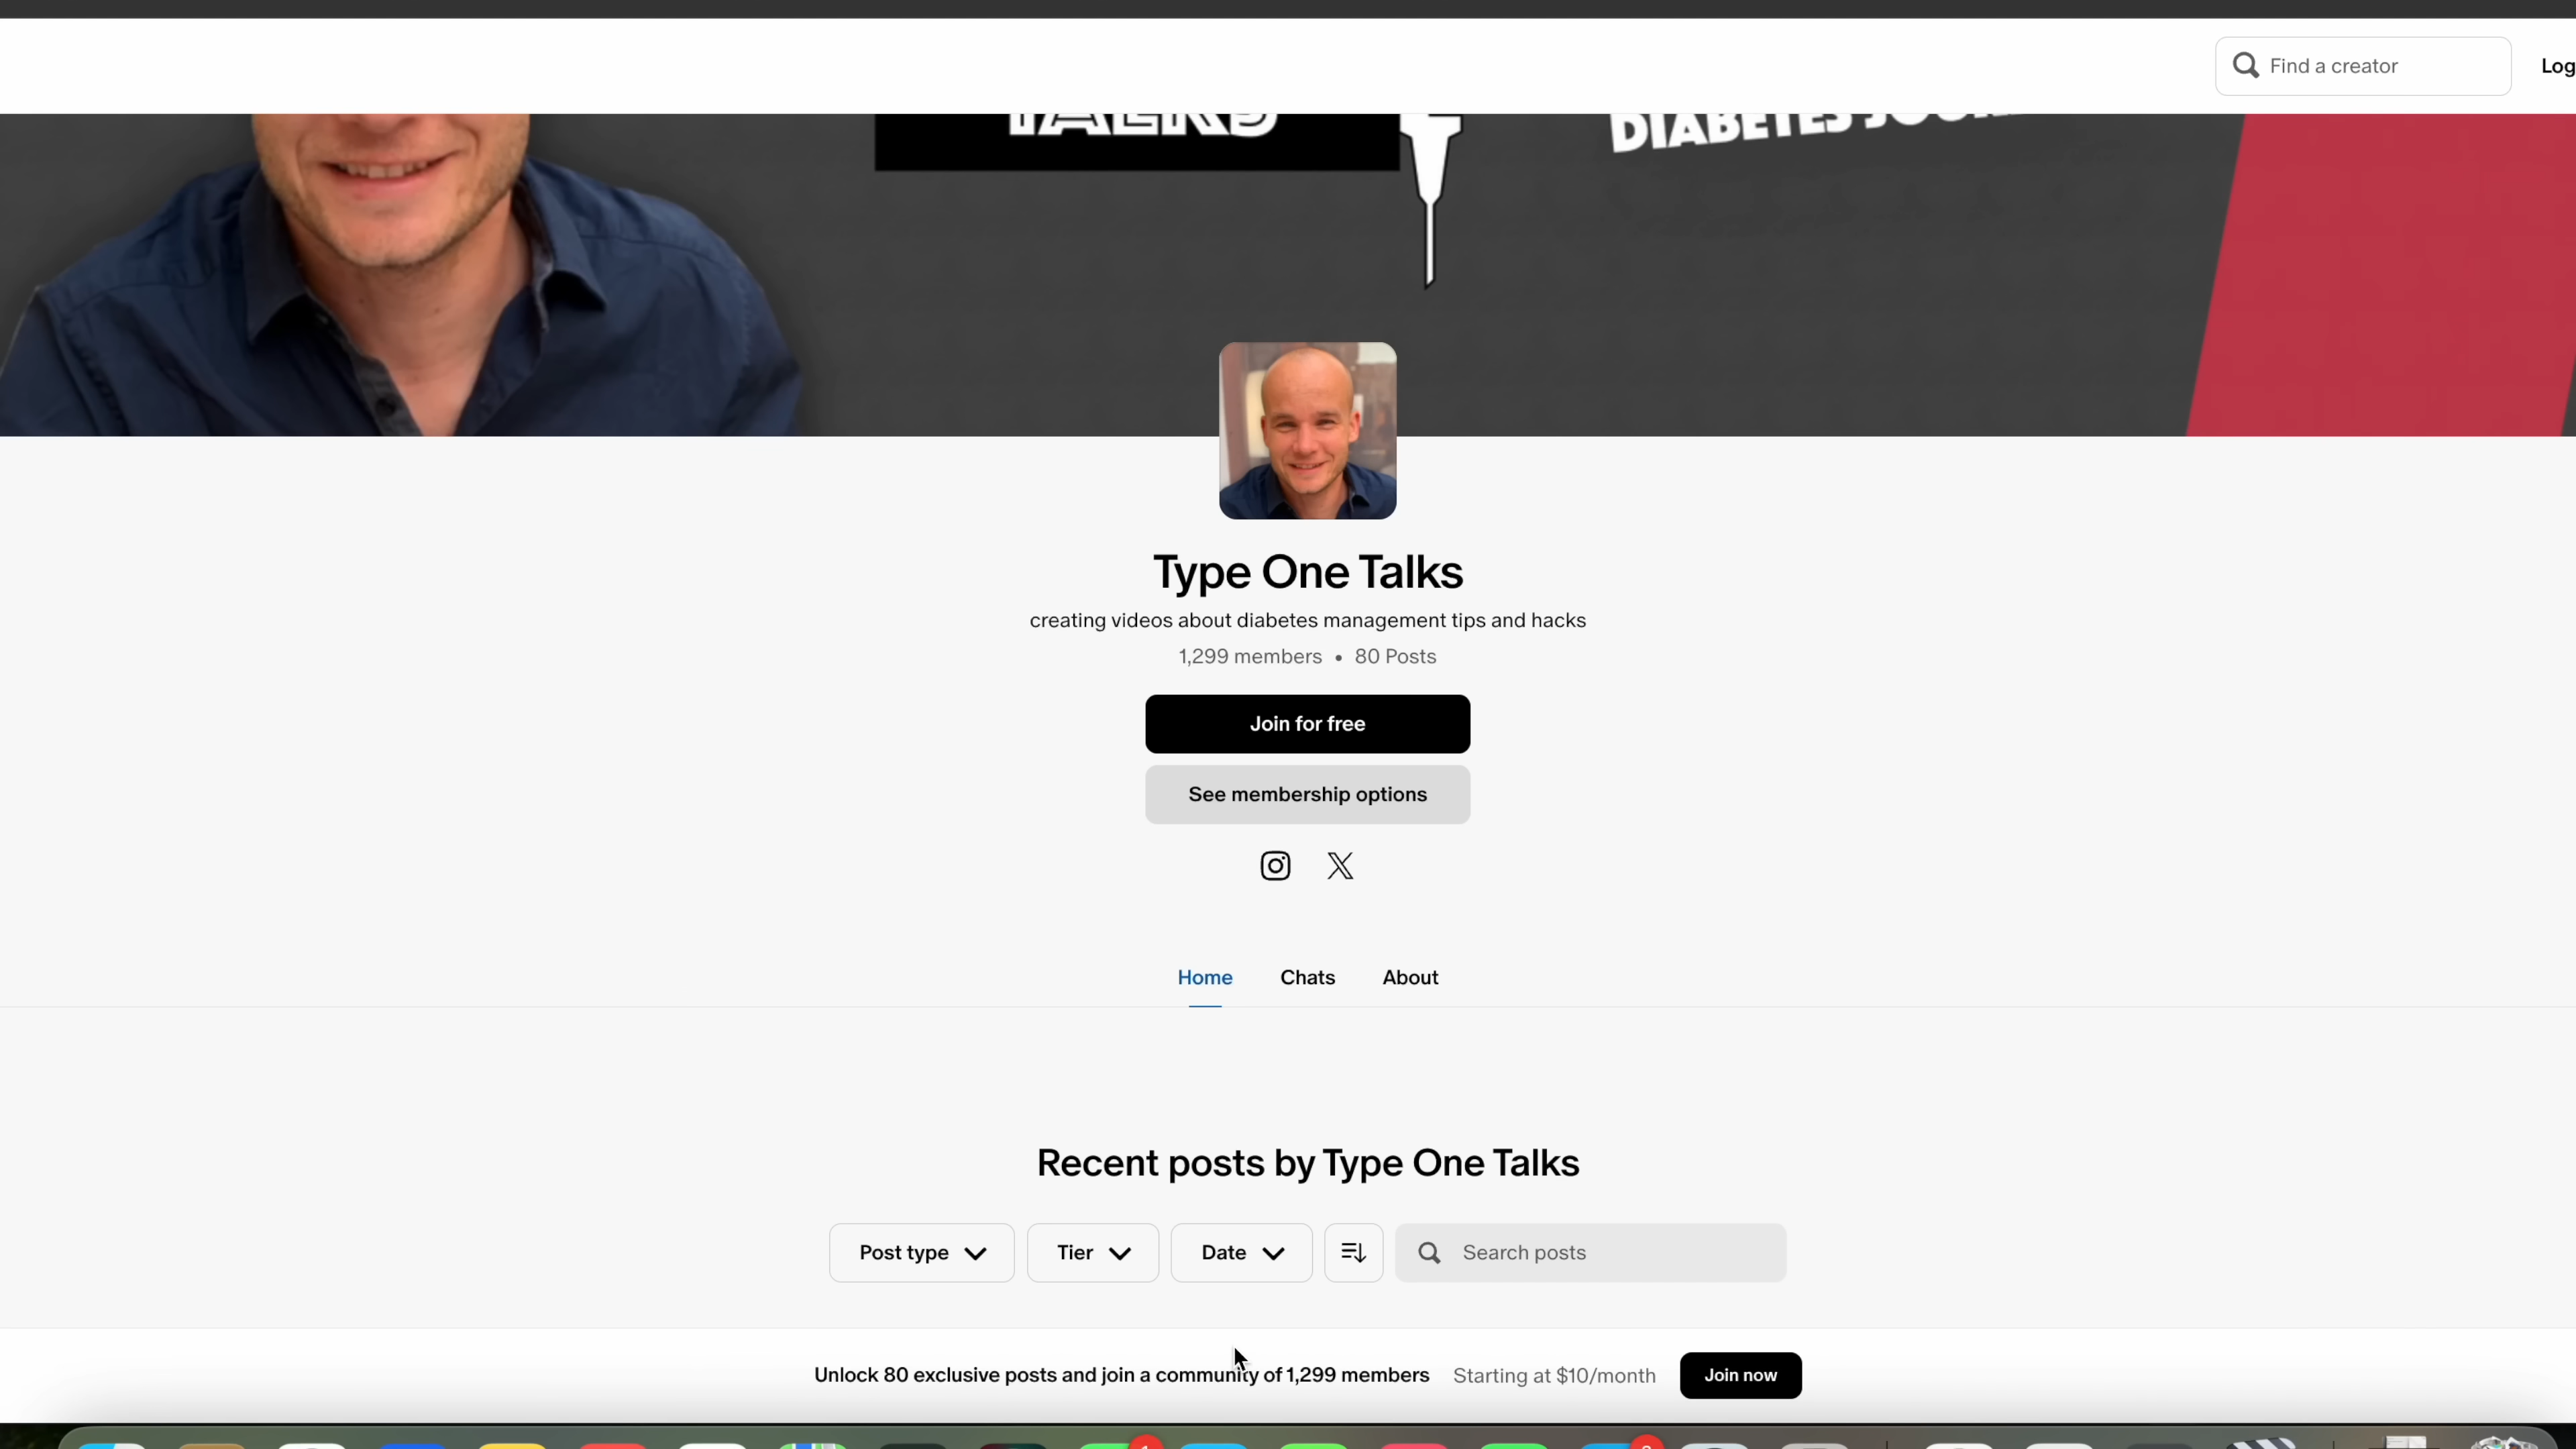 Find a creator
Log
TALKS
Type One Talks
creating videos about diabetes management tips and hacks
1,299 members • 80 Posts
Join for free
See membership options
Home Chats About
Recent posts by Type One Talks
Post type Tier Date Search posts
Unlock 80 exclusive posts and join a community of 1,299 members Starting at $10/month Join now